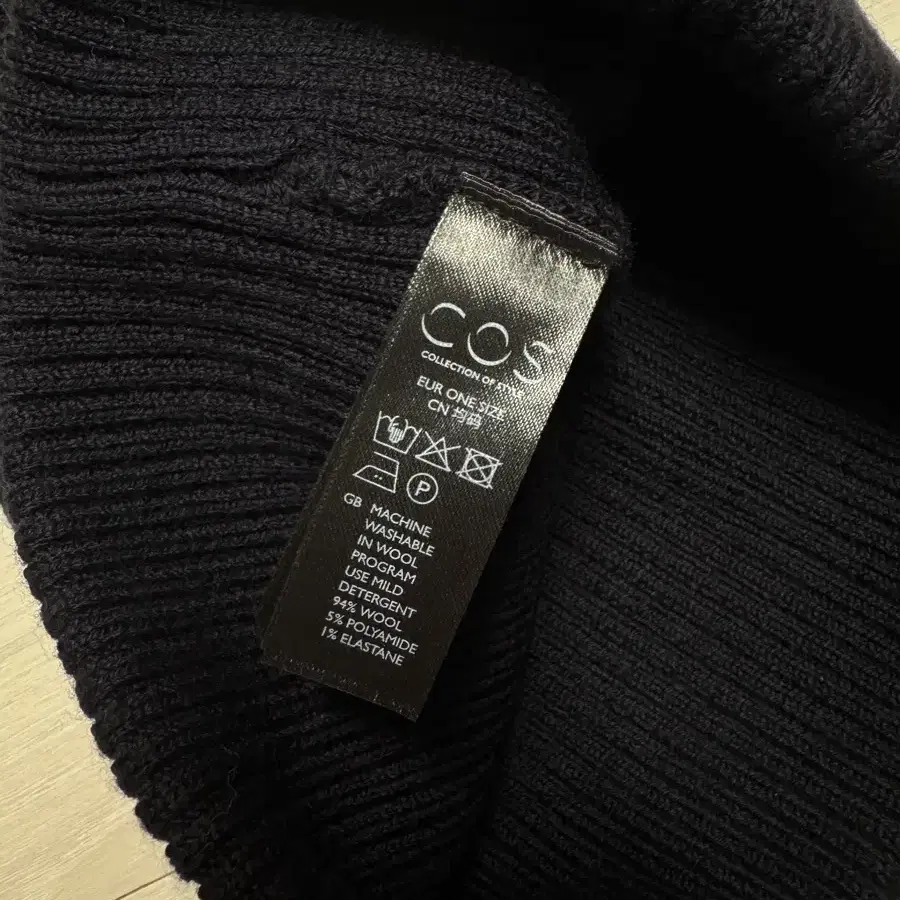 COS
COLLECTION OF STYLE
EUR ONE SIZE
CN 均码
P
GB MACHINE
WASHABLE
IN WOOL
PROGRAM
USE MILD
DETERGENT
94% WOOL
5% POLYAMIDE
1% ELASTANE